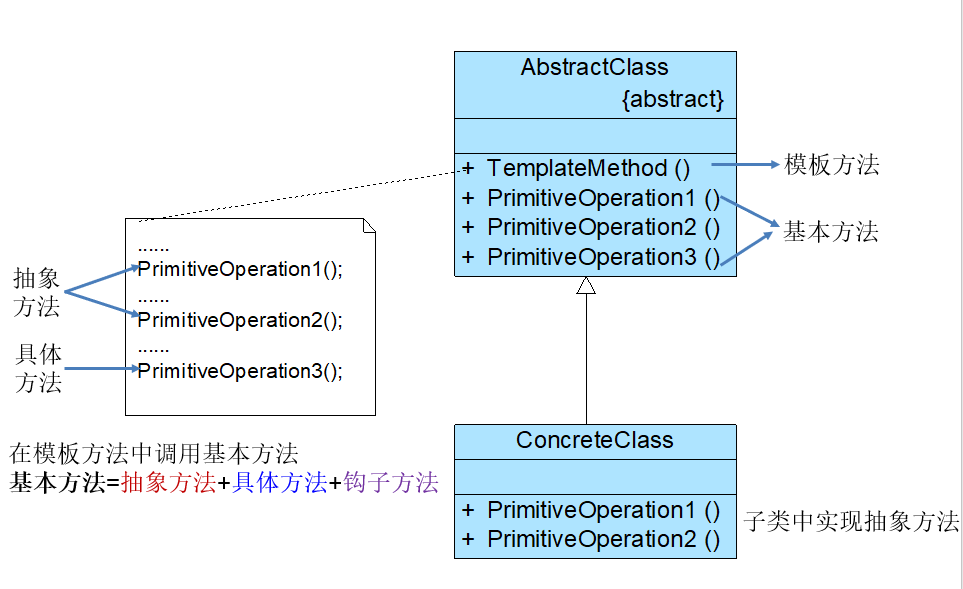 AbstractClass
{abstract}
+ TemplateMethod ()
+ PrimitiveOperation1 ()
+ PrimitiveOperation2 ()
+ PrimitiveOperation3 ()
模板方法
基本方法
......
PrimitiveOperation1();
......
PrimitiveOperation2();
......
PrimitiveOperation3();
抽象
方法
具体
方法
在模板方法中调用基本方法
基本方法=抽象方法+具体方法+钩子方法
ConcreteClass
+ PrimitiveOperation1 ()
+ PrimitiveOperation2 ()
子类中实现抽象方法